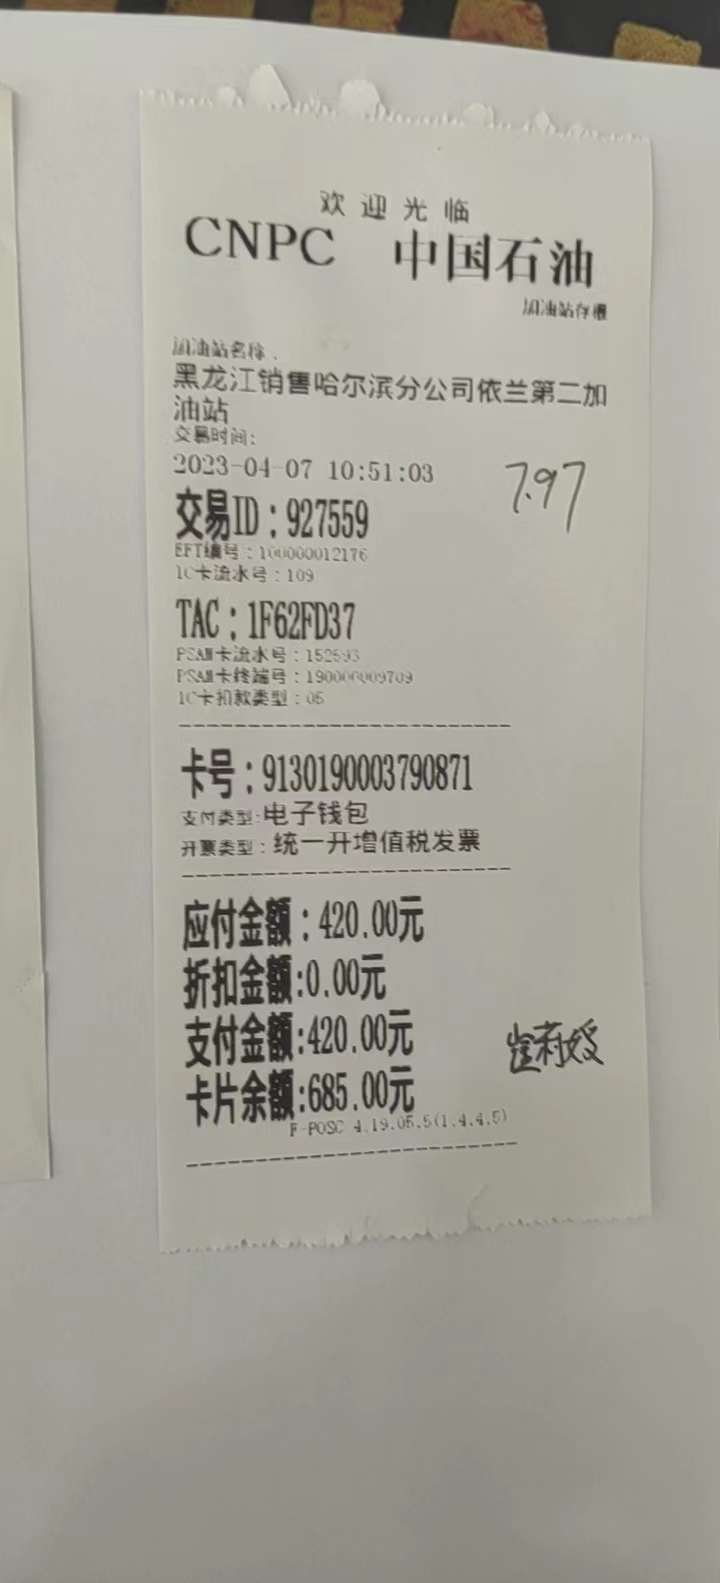 欢迎光临
CNPC 中国石油
加油站存根
加油站名称:
黑龙江销售哈尔滨分公司依兰第二加
油站
交易时间:
2023-04-07 10:51:03
7.97
交易ID:927559
EFT编号:100000012176
IC卡流水号:109
TAC:1F62FD37
PSAM卡流水号:152593
PSAM卡终端号:190000009709
IC卡扣款类型:05
卡号:9130190003790871
支付类型:电子钱包
开票类型:统一开增值税发票
应付金额:420.00元
折扣金额:0.00元
支付金额:420.00元
卡片余额:685.00元
F-POSC 4.19.05.5(1.4.4.5)